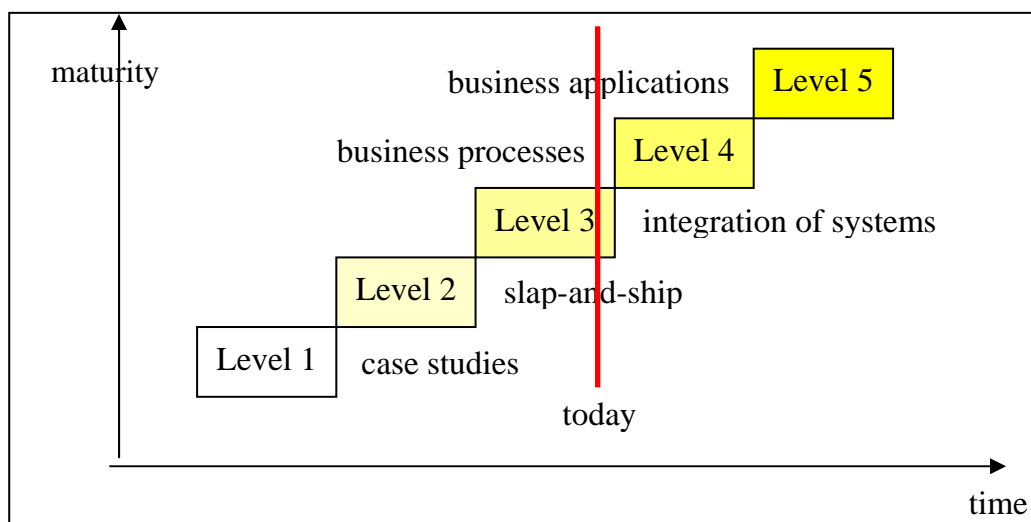 maturity
business applications
Level 5
business processes
Level 4
Level 3
integration of systems
Level 2
slap-and-ship
Level 1
case studies
today
time